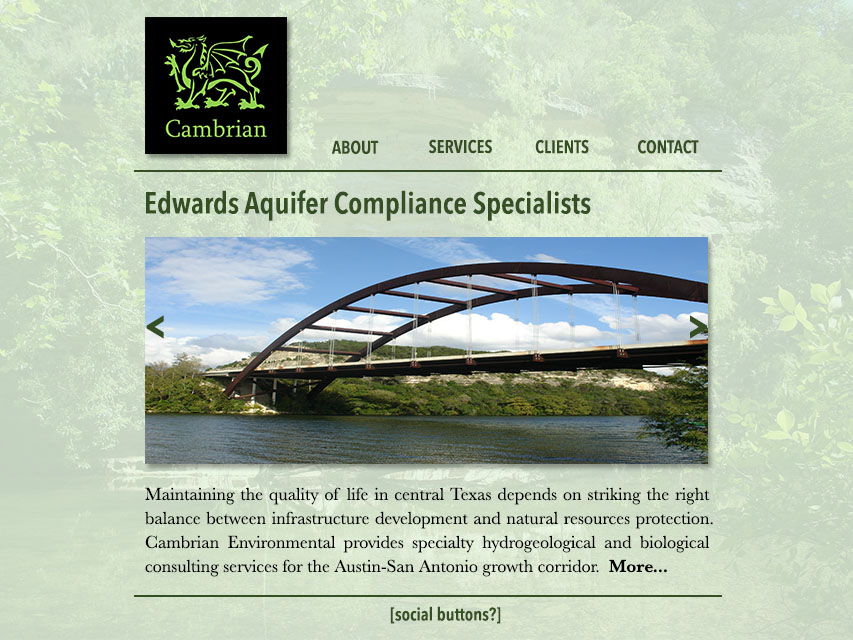 Cambrian
ABOUT SERVICES CLIENTS CONTACT
Edwards Aquifer Compliance Specialists
< >
Maintaining the quality of life in central Texas depends on striking the right
balance between infrastructure development and natural resources protection.
Cambrian Environmental provides specialty hydrogeological and biological
consulting services for the Austin-San Antonio growth corridor. More...
[social buttons?]